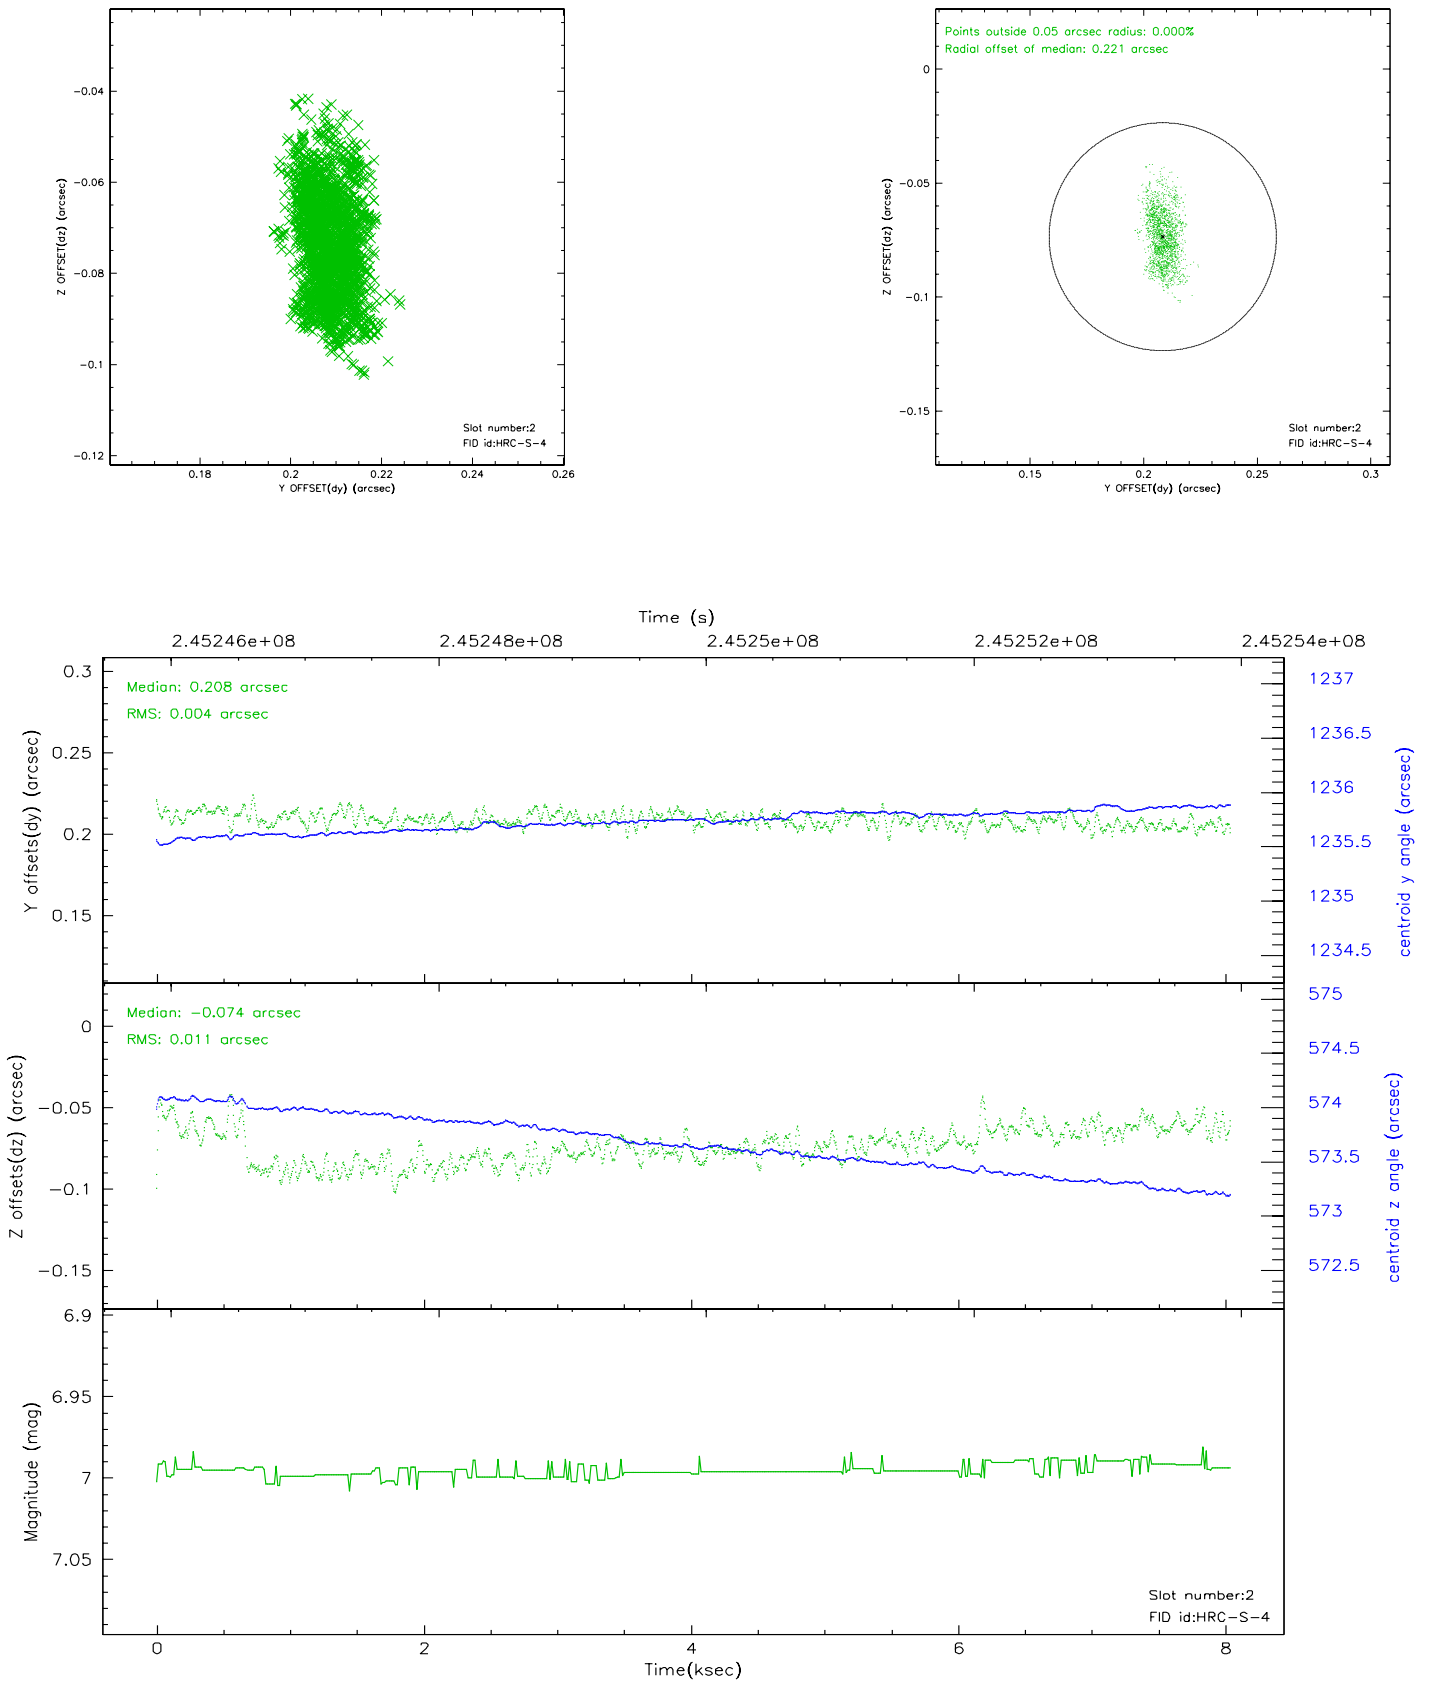 −0.04
−0.06
−0.08
−0.1
−0.12
Z OFFSET(dz) (arcsec)
Slot number:2
FID id:HRC−S−4
0.18 0.2 0.22 0.24 0.26
Y OFFSET(dy) (arcsec)
Points outside 0.05 arcsec radius: 0.000%
Radial offset of median: 0.221 arcsec
0
−0.05
−0.1
−0.15
Z OFFSET(dz) (arcsec)
Slot number:2
FID id:HRC−S−4
0.15 0.2 0.25 0.3
Y OFFSET(dy) (arcsec)
Time (s)
2.45246e+08 2.45248e+08 2.4525e+08 2.45252e+08 2.45254e+08
0.3
0.25
0.2
0.15
Y offsets(dy) (arcsec)
Median: 0.208 arcsec
RMS: 0.004 arcsec
1237
1236.5
1236
1235.5
1235
1234.5
centroid y angle (arcsec)
0
−0.05
−0.1
−0.15
Z offsets(dz) (arcsec)
Median: −0.074 arcsec
RMS: 0.011 arcsec
575
574.5
574
573.5
573
572.5
centroid z angle (arcsec)
6.9
6.95
7
7.05
Magnitude (mag)
Slot number:2
FID id:HRC−S−4
0 2 4 6 8
Time(ksec)